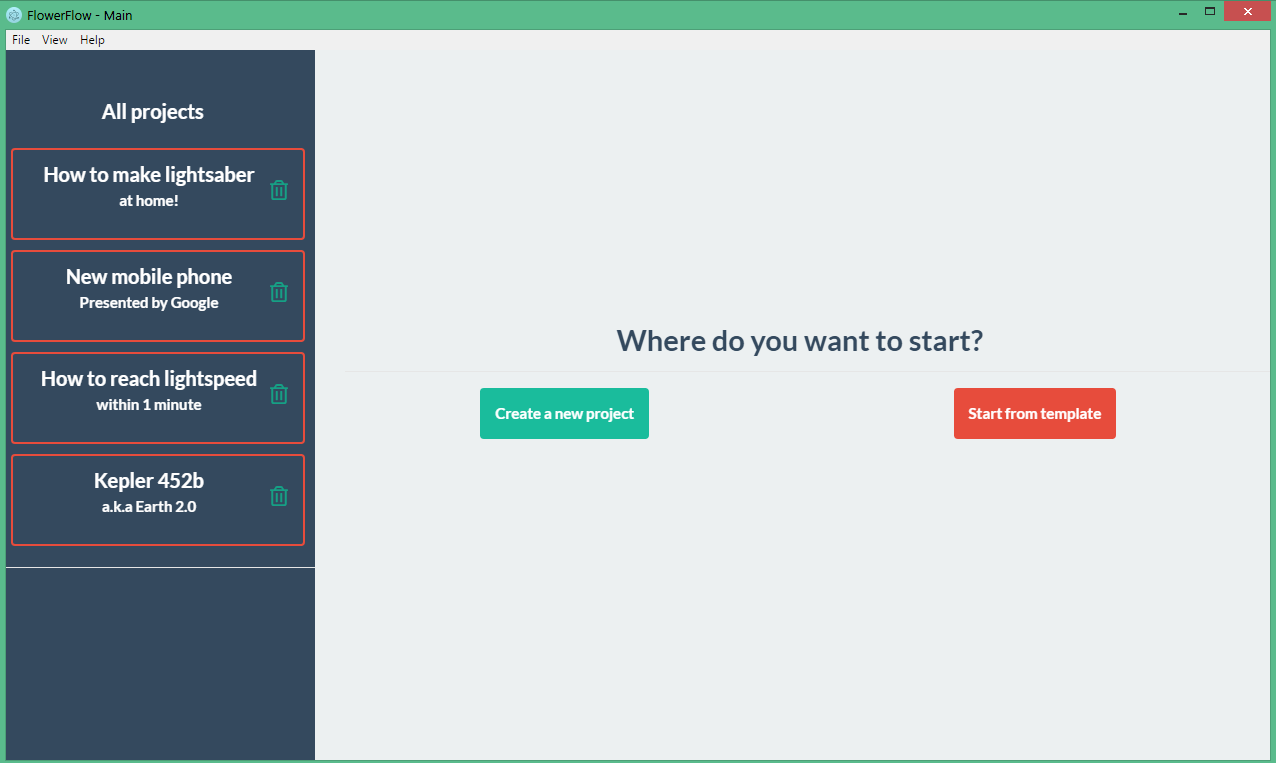 FlowerFlow - Main
File View Help
All projects
How to make lightsaber
at home!
New mobile phone
Presented by Google
How to reach lightspeed
within 1 minute
Kepler 452b
a.k.a Earth 2.0
Where do you want to start?
Create a new project
Start from template